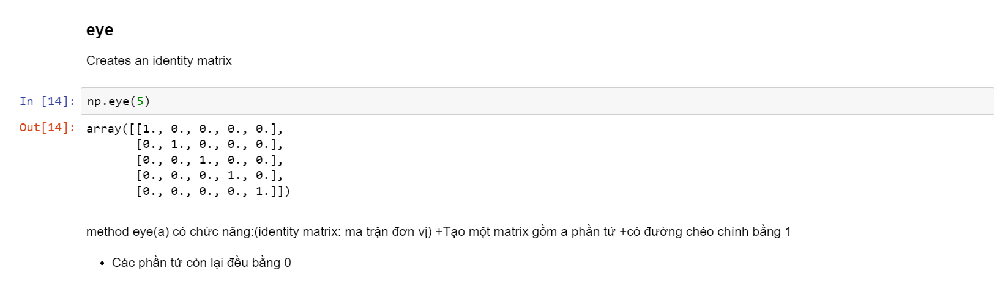 eye
Creates an identity matrix
In [14]: np.eye(5)
Out[14]: array([[1., 0., 0., 0., 0.],
[0., 1., 0., 0., 0.],
[0., 0., 1., 0., 0.],
[0., 0., 0., 1., 0.],
[0., 0., 0., 0., 1.]])
method eye(a) có chức năng:(identity matrix: ma trận đơn vị) +Tạo một matrix gồm a phần tử +có đường chéo chính bằng 1
• Các phần tử còn lại đều bằng 0